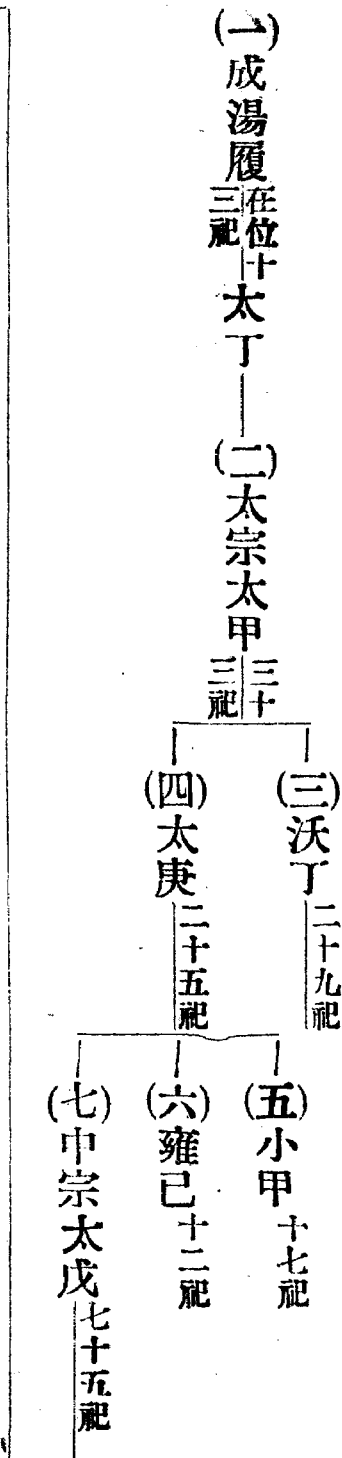 (一)成湯履在位十三祀
太丁
(二)太宗太甲三十三祀
(三)沃丁二十九祀
(四)太庚二十五祀
(五)小甲十七祀
(六)雍已十二祀
(七)中宗太戊七十五祀